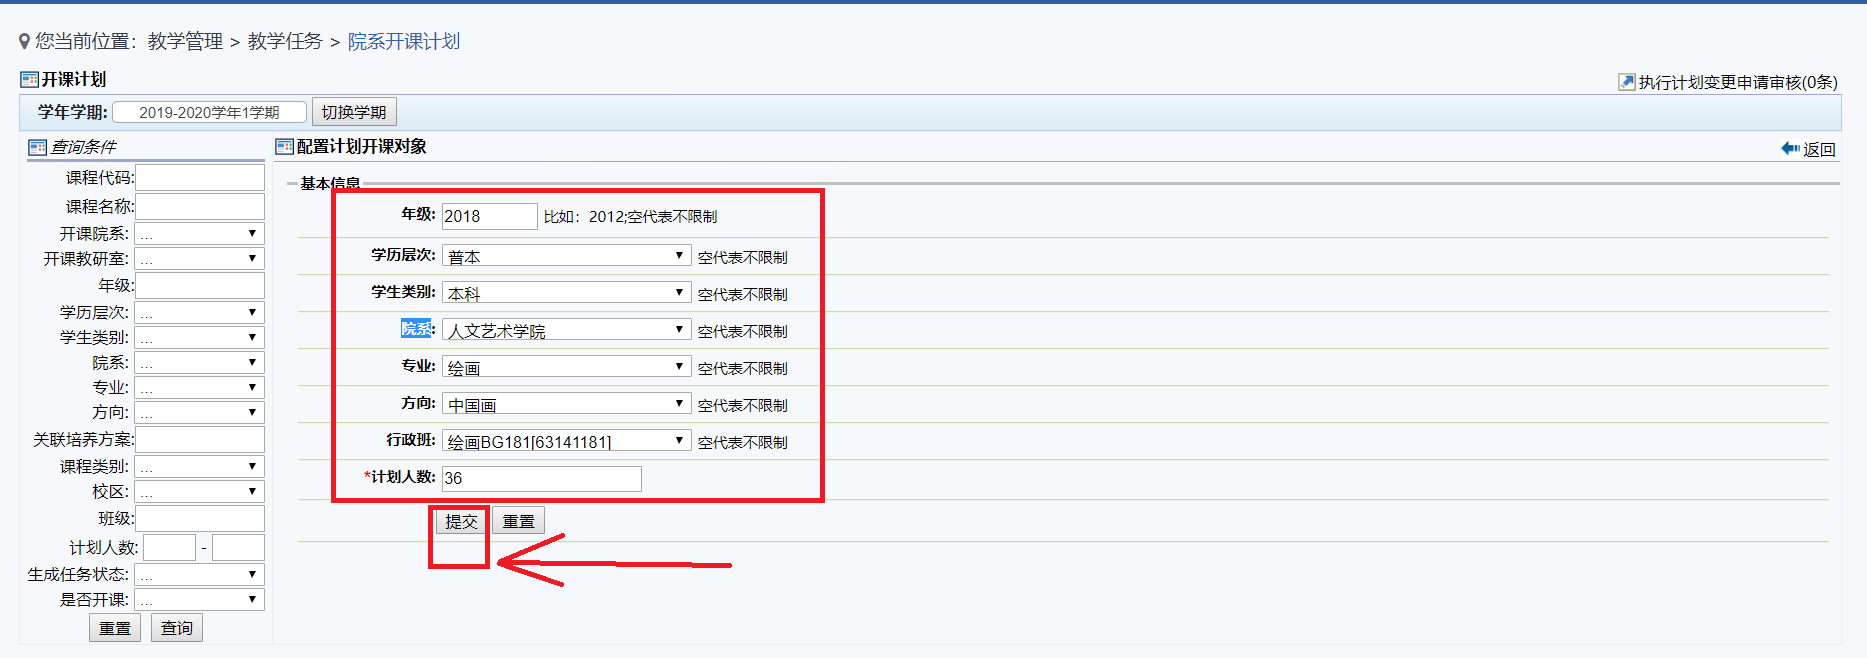 您当前位置：教学管理 > 教学任务 > 院系开课计划
开课计划
执行计划变更申请审核(0条)
学年学期: 2019-2020学年1学期 切换学期
查询条件
课程代码:
课程名称:
开课院系: ...
开课教研室: ...
年级:
学历层次: ...
学生类别: ...
院系: ...
专业: ...
方向: ...
关联培养方案:
课程类别: ...
校区: ...
班级:
计划人数: -
生成任务状态: ...
是否开课: ...
重置 查询
配置计划开课对象
返回
基本信息
年级: 2018 比如：2012;空代表不限制
学历层次: 普本 空代表不限制
学生类别: 本科 空代表不限制
院系: 人文艺术学院 空代表不限制
专业: 绘画 空代表不限制
方向: 中国画 空代表不限制
行政班: 绘画BG181[63141181] 空代表不限制
*计划人数: 36
提交 重置